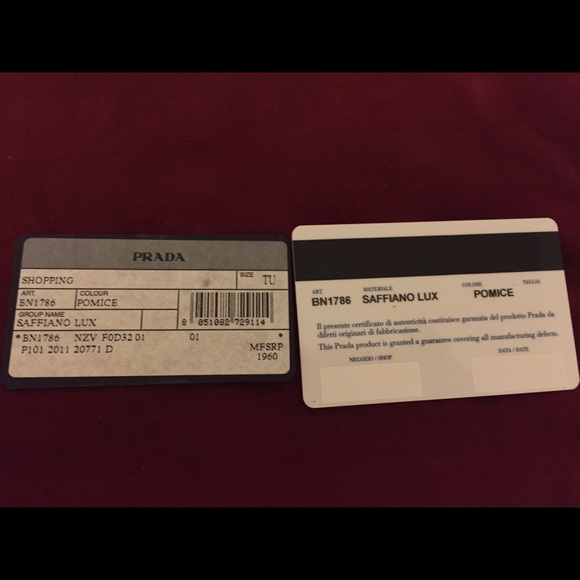 PRADA
SHOPPING
SIZE TU
ART. COLOUR
BN1786 POMICE
GROUP NAME
SAFFIANO LUX
8 051082 729114
*BN1786 NZV F0D32 01 01 *
P101 2011 20771 D MFSRP
1960
ART. MATERIALE COLORE TAGLIA
BN1786 SAFFIANO LUX POMICE
Il presente certificato di autenticità costituisce garanzia del prodotto Prada da
difetti originari di fabbricazione.
This Prada product is granted a guarantee covering all manufacturing defects.
NEGOZIO / SHOP DATA / DATE